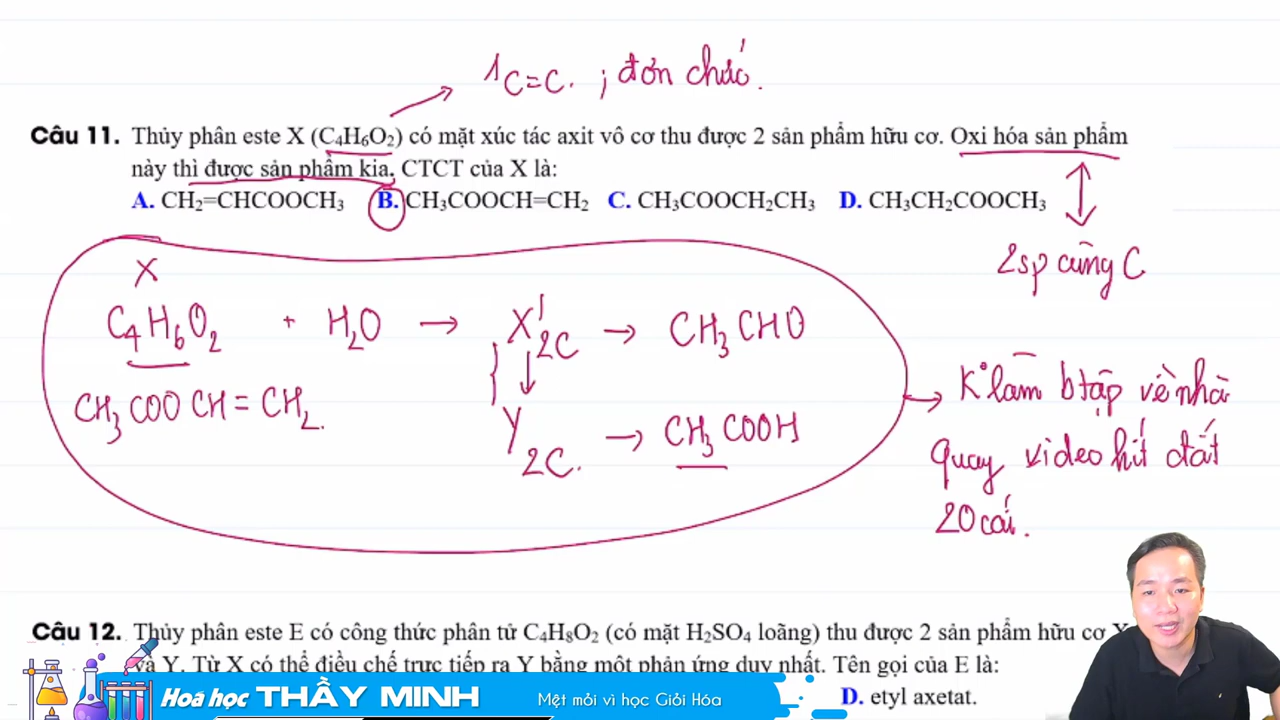 1 C=C. ; đơn chức.
Câu 11. Thủy phân este X (C4H6O2) có mặt xúc tác axit vô cơ thu được 2 sản phẩm hữu cơ. Oxi hóa sản phẩm
này thì được sản phẩm kia. CTCT của X là:
A. CH2=CHCOOCH3 B. CH3COOCH=CH2 C. CH3COOCH2CH3 D. CH3CH2COOCH3
2sp cùng C
X
C4H6O2 + H2O → X' 2C → CH3CHO
CH3COOCH=CH2.
Y 2C. → CH3COOH
→ Ko làm btập về nhà
quay video hít đất
20 cái.
Câu 12. Thủy phân este E có công thức phân tử C4H8O2 (có mặt H2SO4 loãng) thu được 2 sản phẩm hữu cơ X
và Y. Từ X có thể điều chế trực tiếp ra Y bằng một phản ứng duy nhất. Tên gọi của E là:
D. etyl axetat.
Hoá học THẦY MINH Mệt mỏi vì học Giỏi Hóa